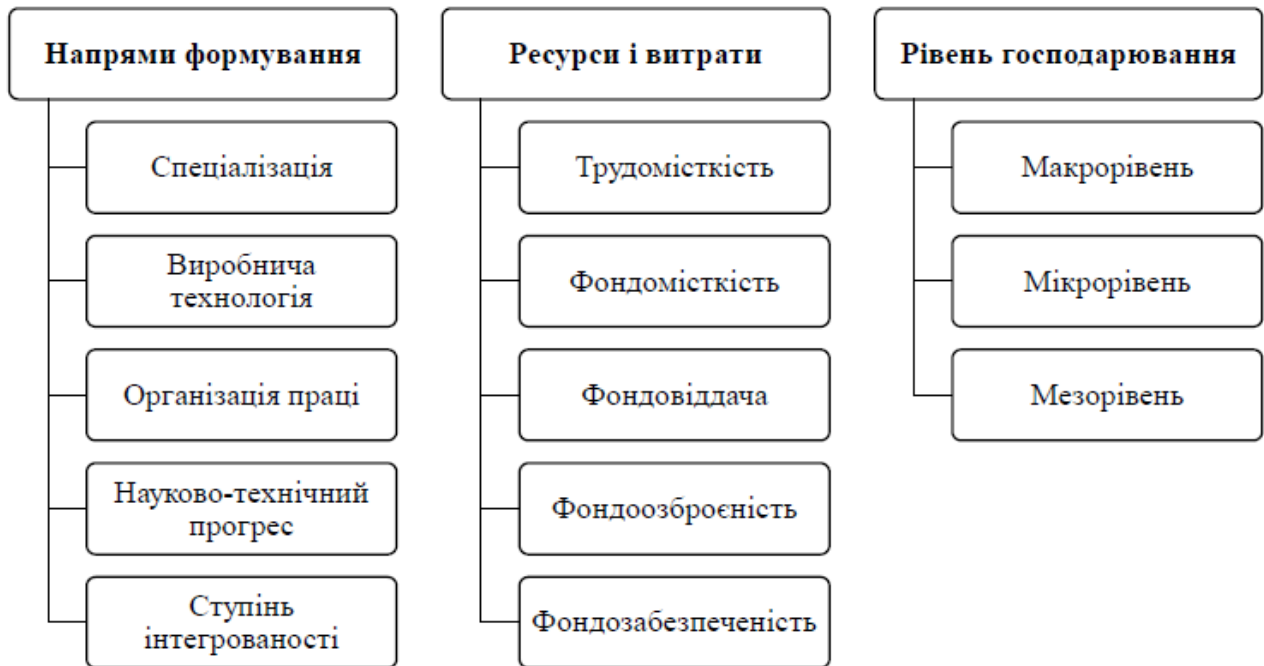 Напрями формування
Спеціалізація
Виробнича
технологія
Організація праці
Науково-технічний
прогрес
Ступінь
інтегрованості
Ресурси і витрати
Трудомісткість
Фондомісткість
Фондовіддача
Фондоозброєність
Фондозабезпеченість
Рівень господарювання
Макрорівень
Мікрорівень
Мезорівень